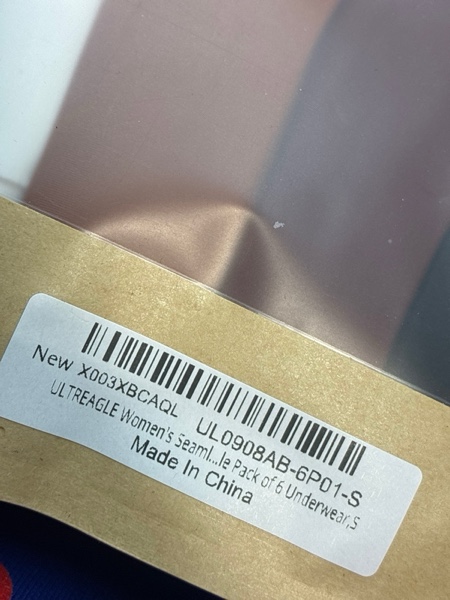 New X003XBCAQL UL0908AB-6P01-S
ULTREAGLE Women's Seaml...le Pack of 6 Underwear,S
Made In China